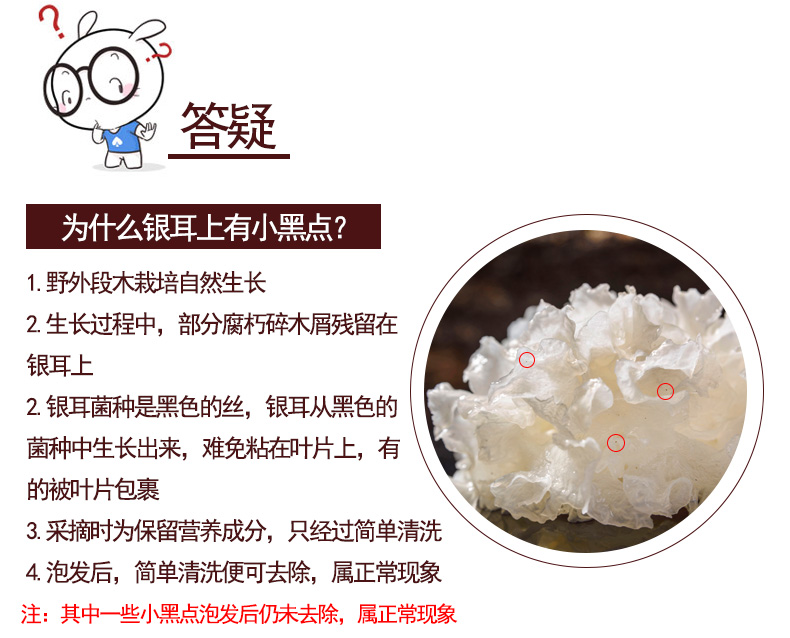 ??
答疑
为什么银耳上有小黑点?
1.野外段木栽培自然生长
2.生长过程中，部分腐朽碎木屑残留在
银耳上
2.银耳菌种是黑色的丝，银耳从黑色的
菌种中生长出来，难免粘在叶片上，有
的被叶片包裹
3.采摘时为保留营养成分，只经过简单清洗
4.泡发后，简单清洗便可去除，属正常现象
注：其中一些小黑点泡发后仍未去除，属正常现象